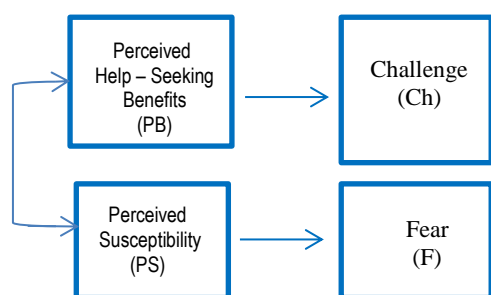 Perceived
Help – Seeking
Benefits
(PB)
Challenge
(Ch)
Perceived
Susceptibility
(PS)
Fear
(F)